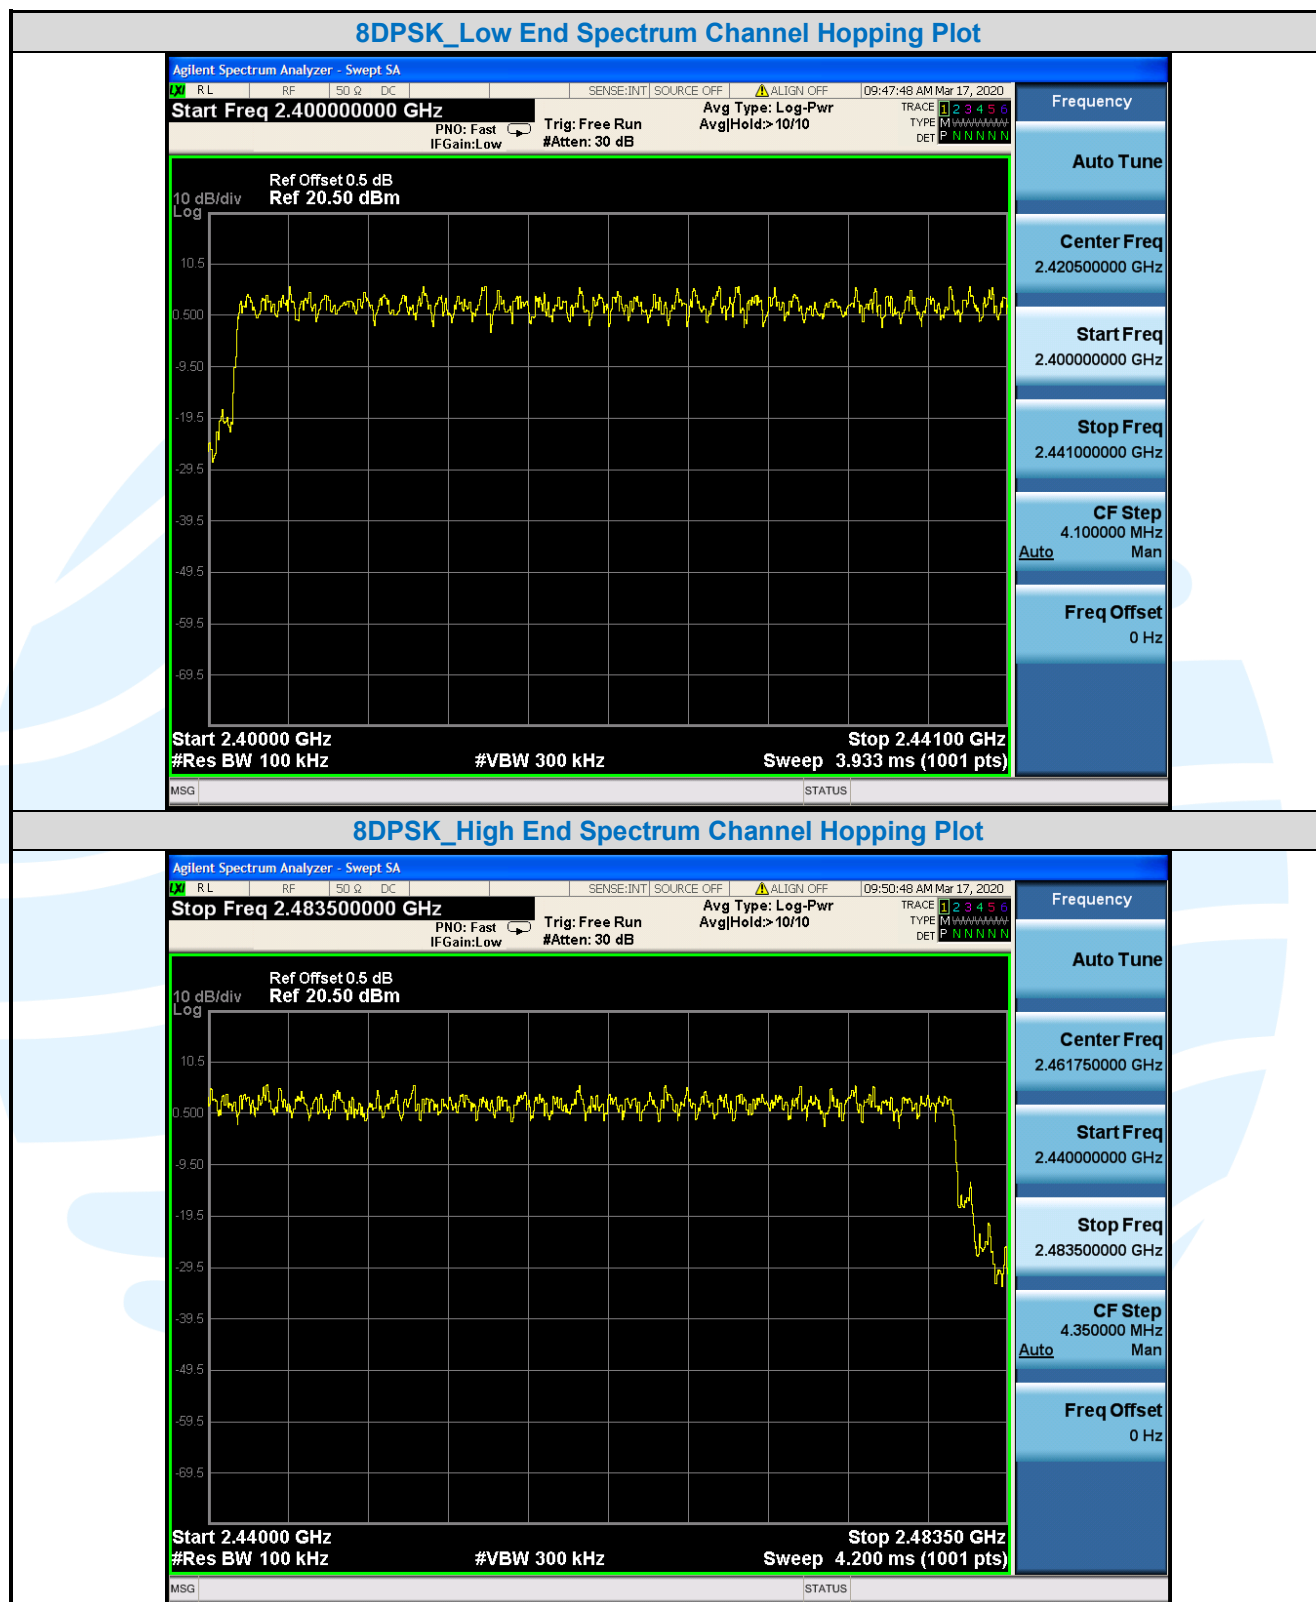 8DPSK_Low End Spectrum Channel Hopping Plot
Agilent Spectrum Analyzer - Swept SA
LXI RL RF 50 Ω DC SENSE:INT SOURCE OFF ALIGN OFF 09:47:48 AM Mar 17, 2020
Start Freq 2.400000000 GHz
PNO: Fast
IFGain:Low
Trig: Free Run
#Atten: 30 dB
Avg Type: Log-Pwr
Avg|Hold:>10/10
TRACE 1 2 3 4 5 6
TYPE M
DET P N N N N N
Ref Offset 0.5 dB
10 dB/div Ref 20.50 dBm
Log
10.5
0.500
-9.50
-19.5
-29.5
-39.5
-49.5
-59.5
-69.5
Start 2.40000 GHz Stop 2.44100 GHz
#Res BW 100 kHz #VBW 300 kHz Sweep 3.933 ms (1001 pts)
MSG STATUS
Frequency
Auto Tune
Center Freq
2.420500000 GHz
Start Freq
2.400000000 GHz
Stop Freq
2.441000000 GHz
CF Step
4.100000 MHz
Auto Man
Freq Offset
0 Hz
8DPSK_High End Spectrum Channel Hopping Plot
Agilent Spectrum Analyzer - Swept SA
LXI RL RF 50 Ω DC SENSE:INT SOURCE OFF ALIGN OFF 09:50:48 AM Mar 17, 2020
Stop Freq 2.483500000 GHz
PNO: Fast
IFGain:Low
Trig: Free Run
#Atten: 30 dB
Avg Type: Log-Pwr
Avg|Hold:>10/10
TRACE 1 2 3 4 5 6
TYPE M
DET P N N N N N
Ref Offset 0.5 dB
10 dB/div Ref 20.50 dBm
Log
10.5
0.500
-9.50
-19.5
-29.5
-39.5
-49.5
-59.5
-69.5
Start 2.44000 GHz Stop 2.48350 GHz
#Res BW 100 kHz #VBW 300 kHz Sweep 4.200 ms (1001 pts)
MSG STATUS
Frequency
Auto Tune
Center Freq
2.461750000 GHz
Start Freq
2.440000000 GHz
Stop Freq
2.483500000 GHz
CF Step
4.350000 MHz
Auto Man
Freq Offset
0 Hz